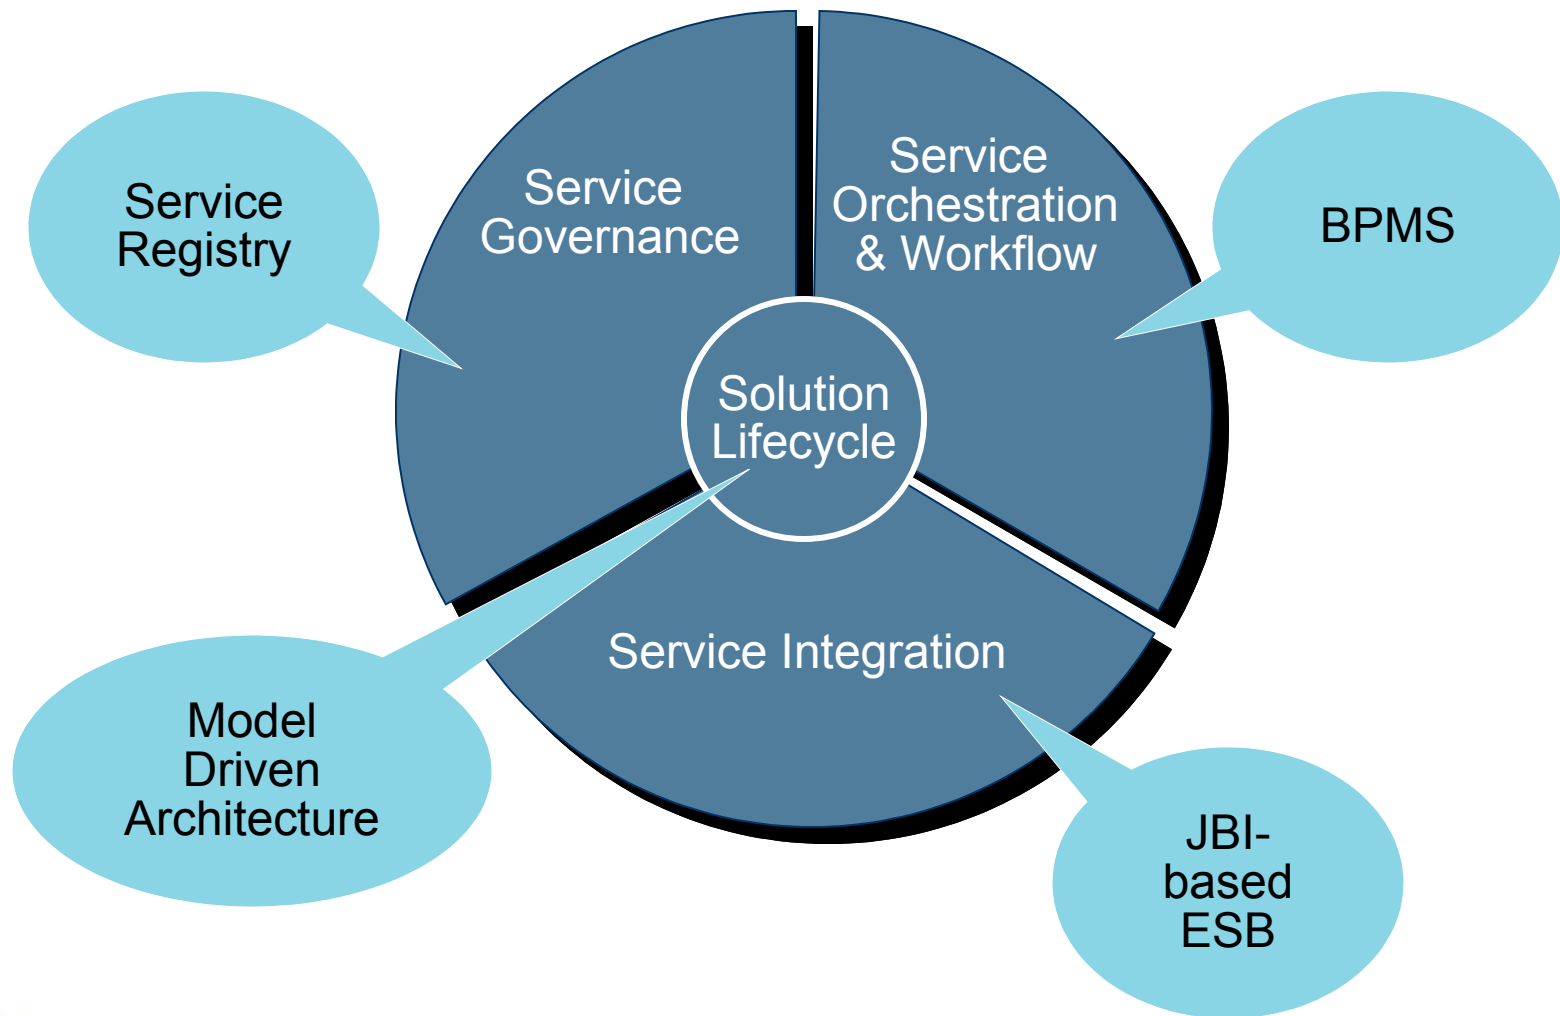 Service
Registry
Service
Governance
Service
Orchestration
& Workflow
BPMS
Solution
Lifecycle
Service Integration
Model
Driven
Architecture
JBI-
based
ESB